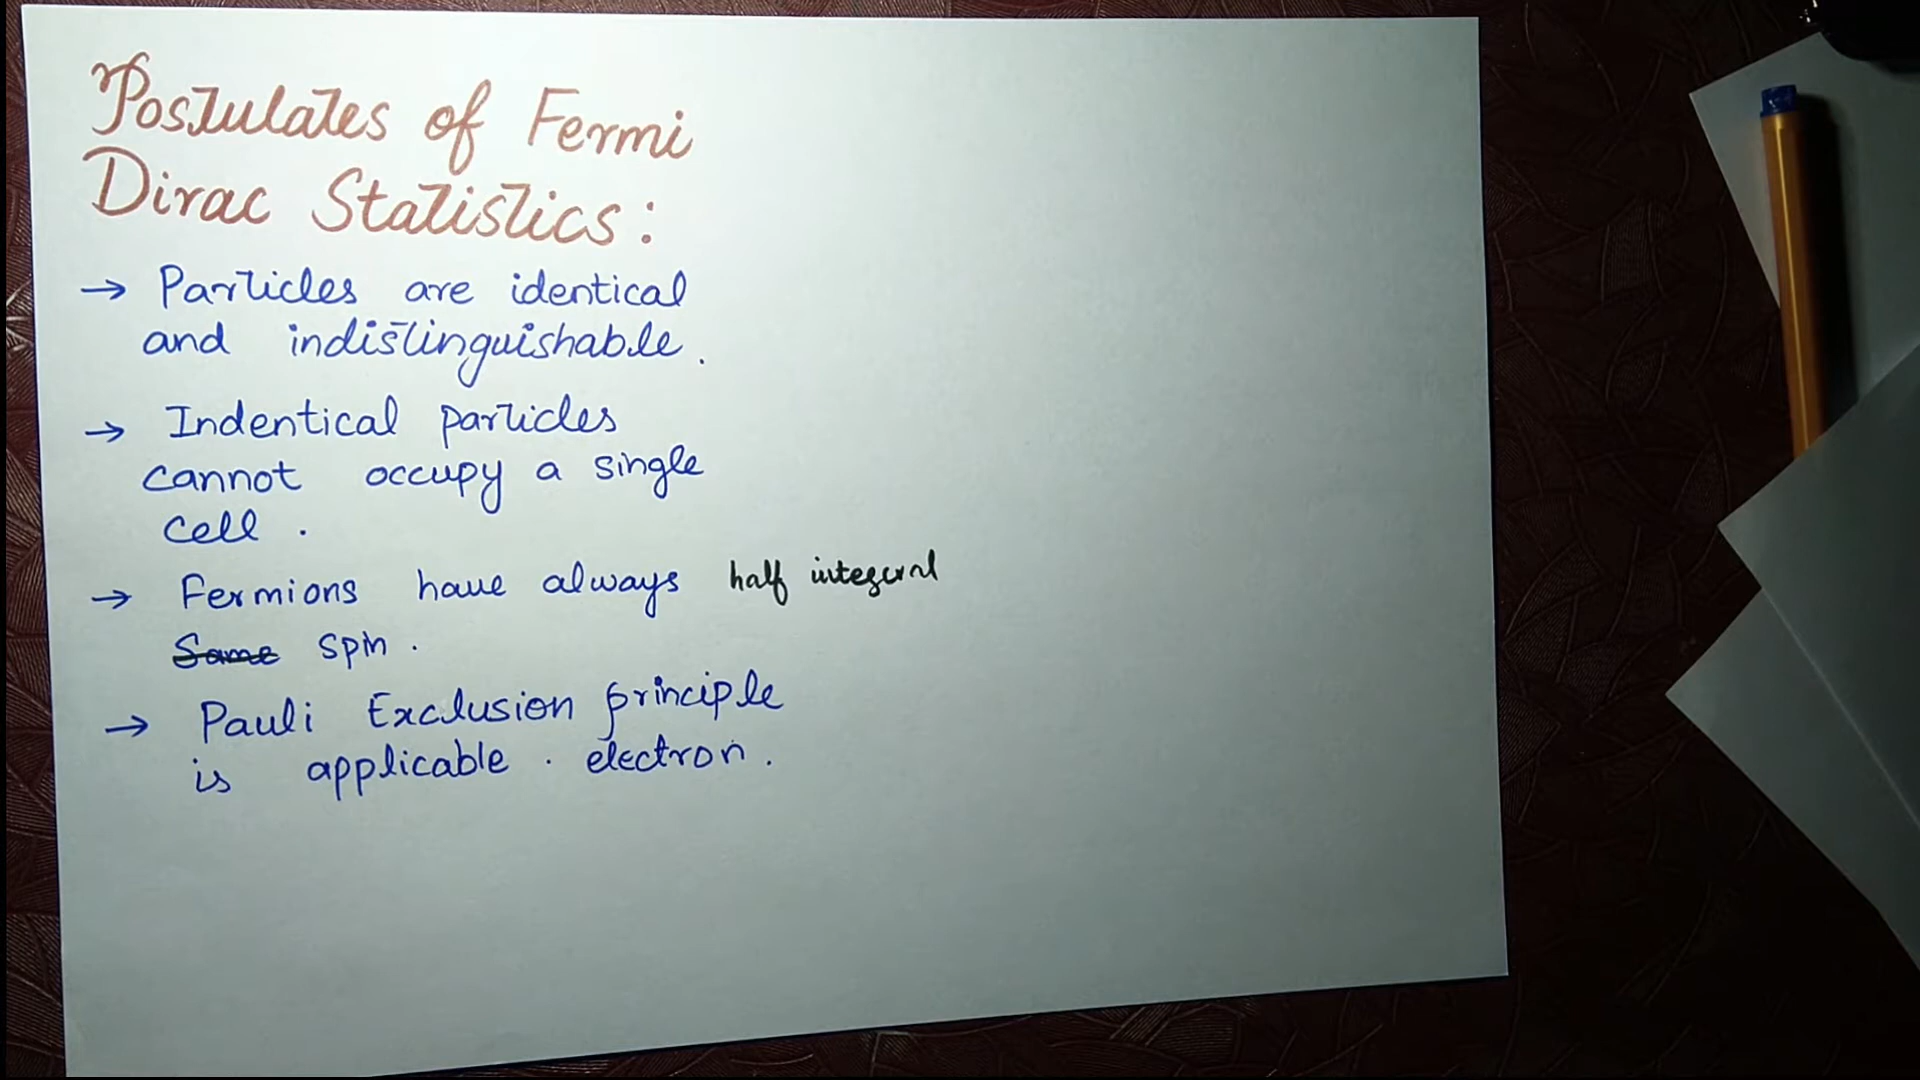 Postulates of Fermi
Dirac Statistics:
→ Particles are identical
and indistinguishable.
→ Indentical particles
cannot occupy a single
cell.
→ Fermions have always half integral
Same spin.
→ Pauli Exclusion principle
is applicable. electron.